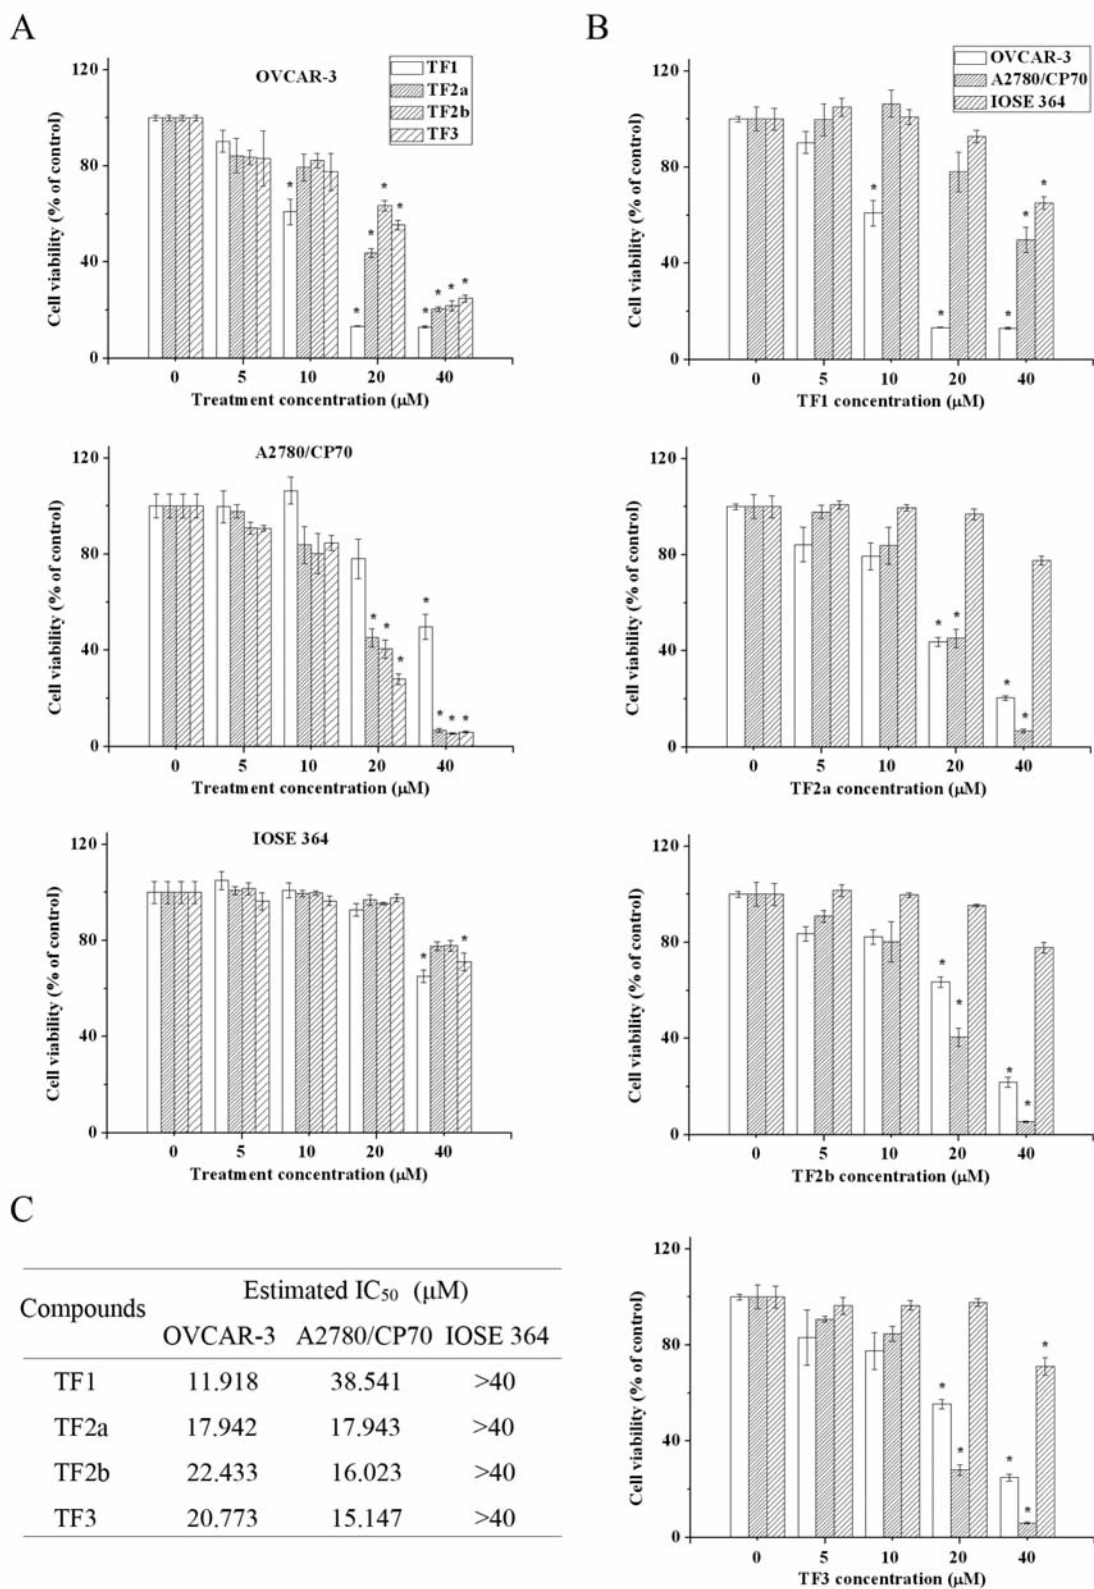 A
OVCAR-3
TF1
TF2a
TF2b
TF3
Cell viability (% of control)
120
80
40
0
0 5 10 20 40
Treatment concentration (μM)
A2780/CP70
Cell viability (% of control)
120
80
40
0
0 5 10 20 40
Treatment concentration (μM)
IOSE 364
Cell viability (% of control)
120
80
40
0
0 5 10 20 40
Treatment concentration (μM)
B
OVCAR-3
A2780/CP70
IOSE 364
Cell viability (% of control)
120
80
40
0
0 5 10 20 40
TF1 concentration (μM)
Cell viability (% of control)
120
80
40
0
0 5 10 20 40
TF2a concentration (μM)
Cell viability (% of control)
120
80
40
0
0 5 10 20 40
TF2b concentration (μM)
Cell viability (% of control)
120
80
40
0
0 5 10 20 40
TF3 concentration (μM)
C
Compounds Estimated IC₅₀ (μM)
OVCAR-3 A2780/CP70 IOSE 364
TF1 11.918 38.541 >40
TF2a 17.942 17.943 >40
TF2b 22.433 16.023 >40
TF3 20.773 15.147 >40